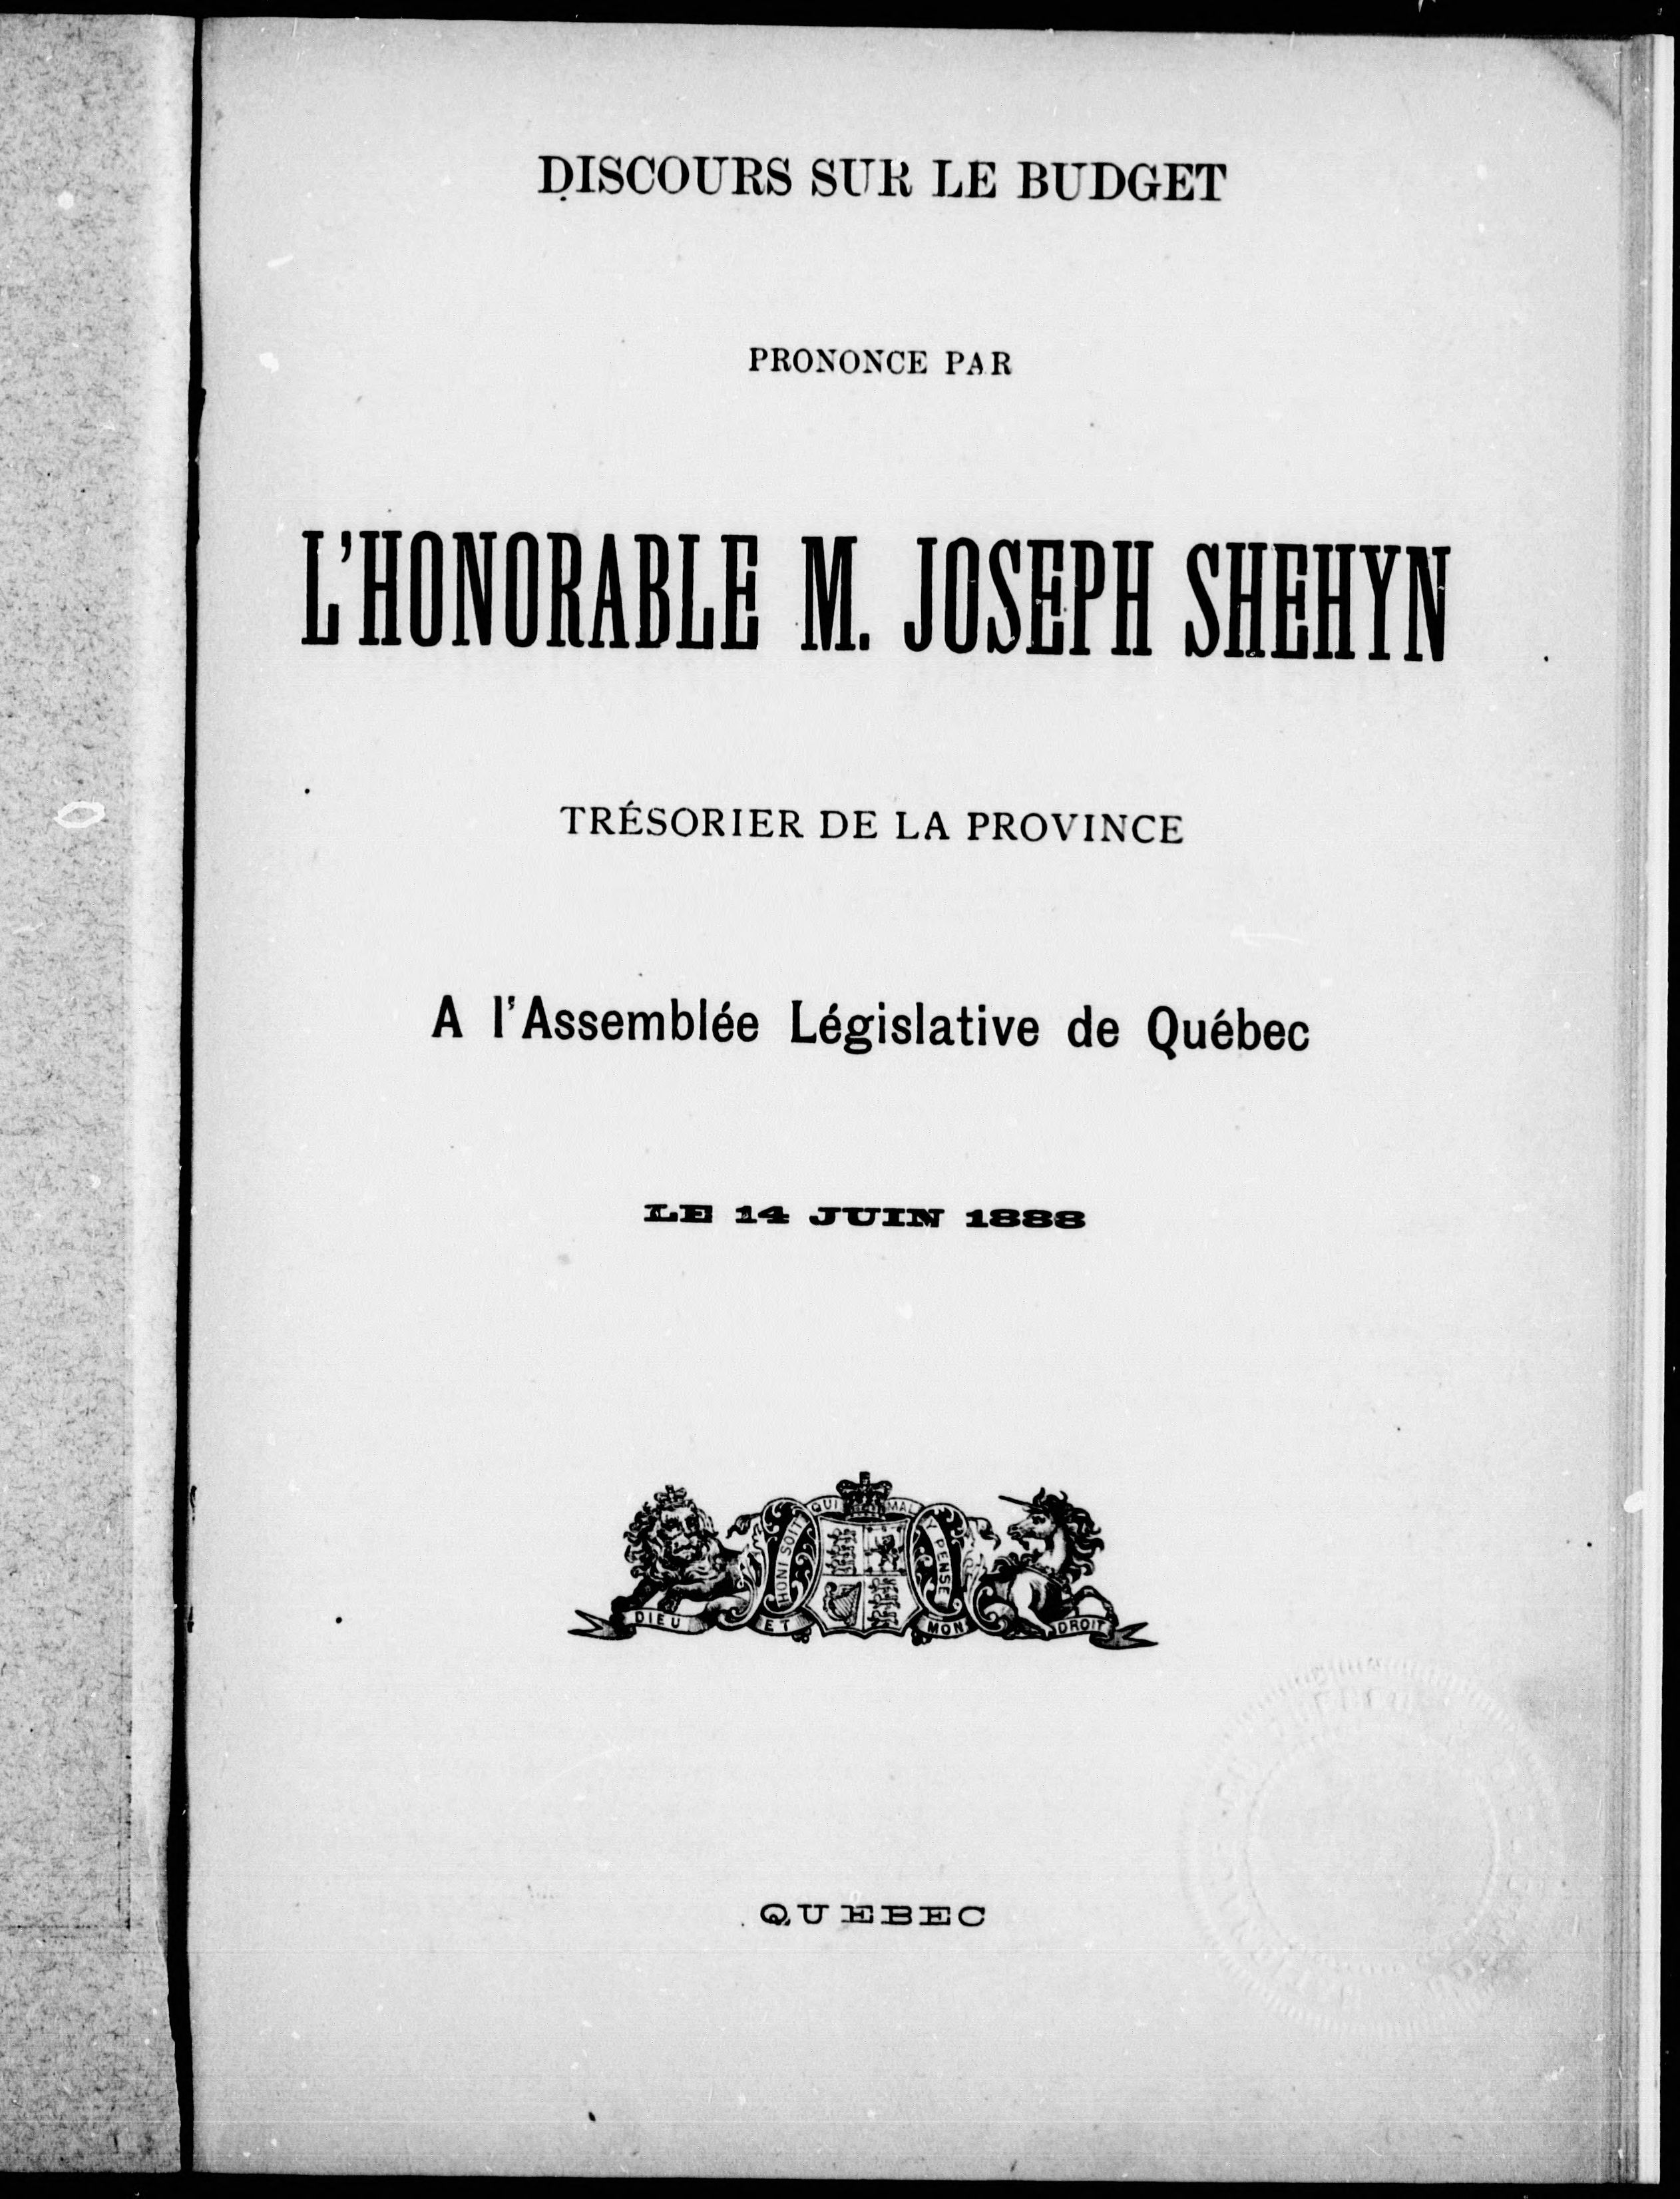 DISCOURS SUR LE BUDGET
PRONONCE PAR
L'HONORABLE M. JOSEPH SHEHYN
TRÉSORIER DE LA PROVINCE
A l'Assemblée Législative de Québec
LE 14 JUIN 1888
HONI SOIT QUI MAL Y PENSE
DIEU ET MON DROIT
QUEBEC